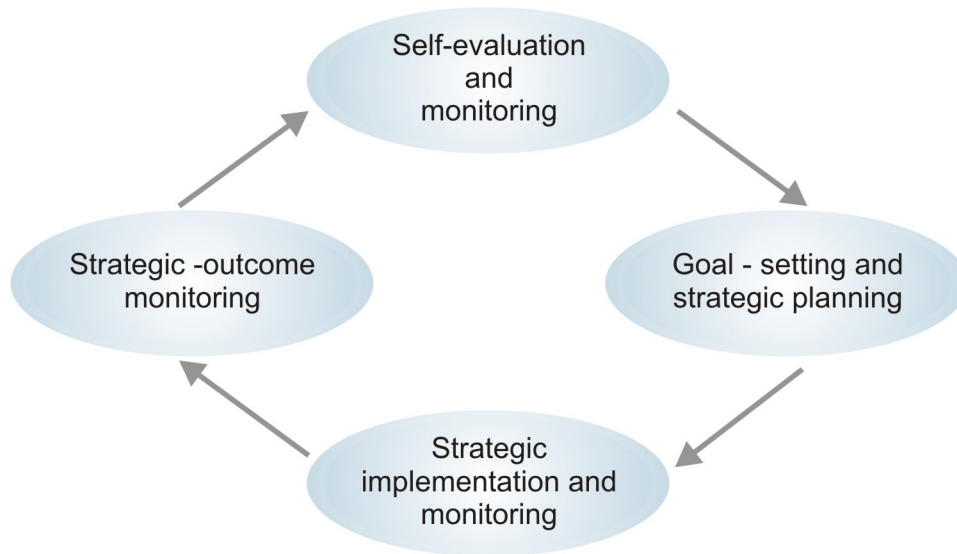 Self-evaluation
and
monitoring
Strategic -outcome
monitoring
Goal - setting and
strategic planning
Strategic
implementation and
monitoring